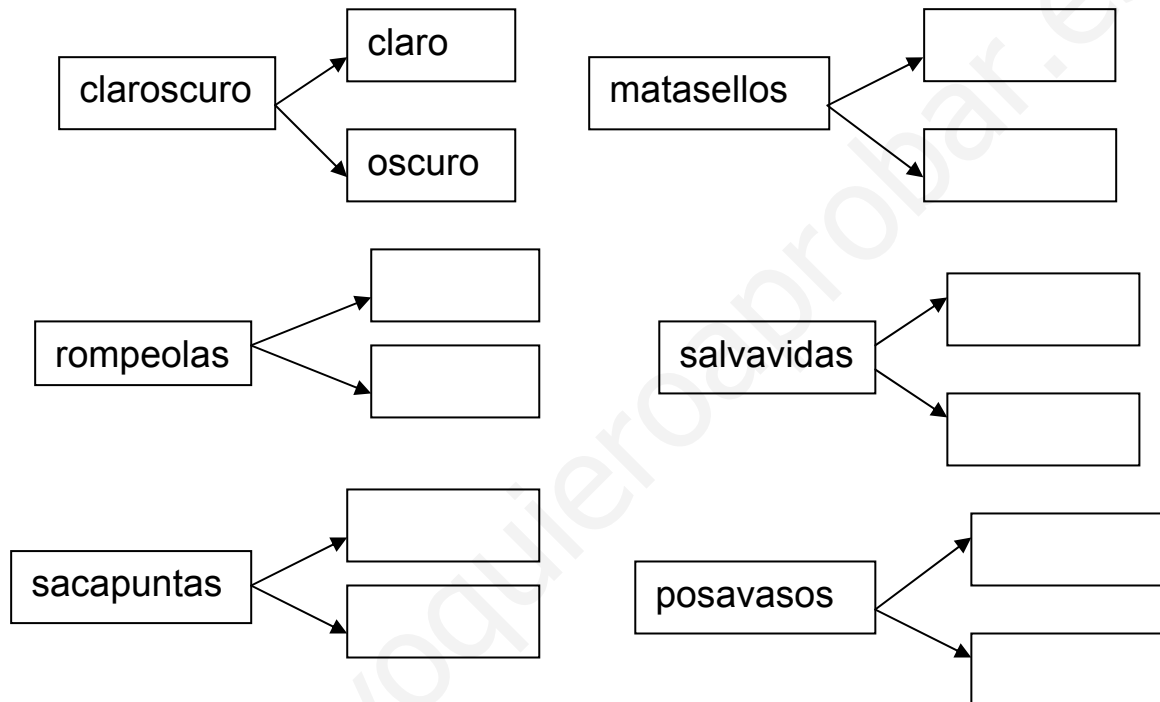 claro
claroscuro
oscuro
matasellos
rompeolas
salvavidas
sacapuntas
posavasos